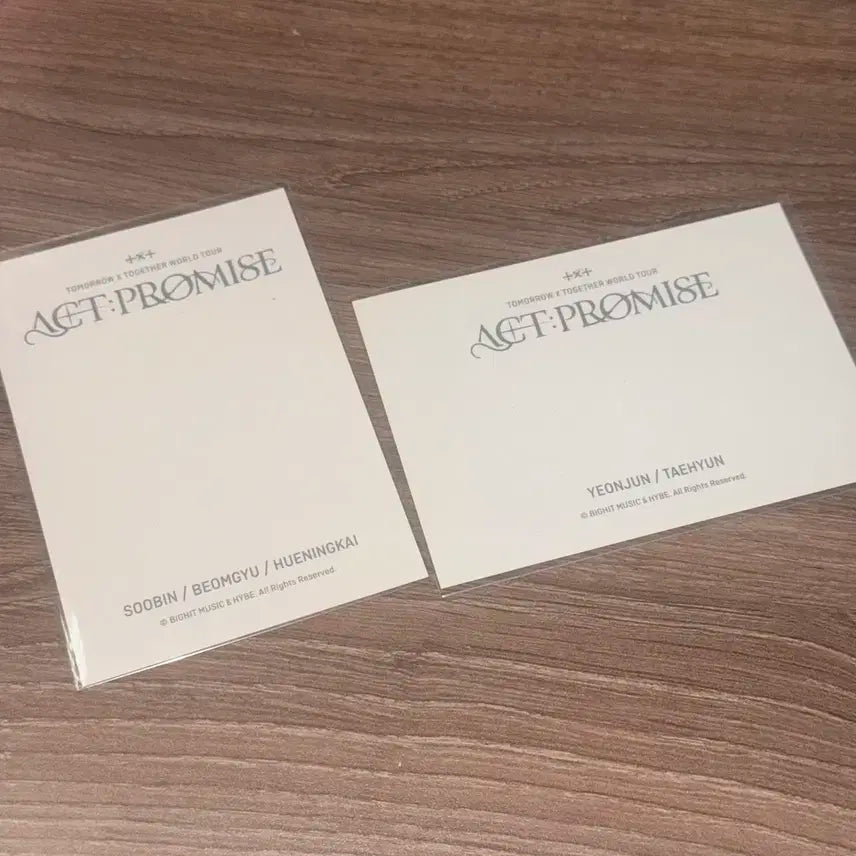 +x+
TOMORROW X TOGETHER WORLD TOUR
ACT:PROMISE
SOOBIN / BEOMGYU / HUENINGKAI
© BIGHIT MUSIC & HYBE. All Rights Reserved.
+x+
TOMORROW X TOGETHER WORLD TOUR
ACT:PROMISE
YEONJUN / TAEHYUN
© BIGHIT MUSIC & HYBE. All Rights Reserved.